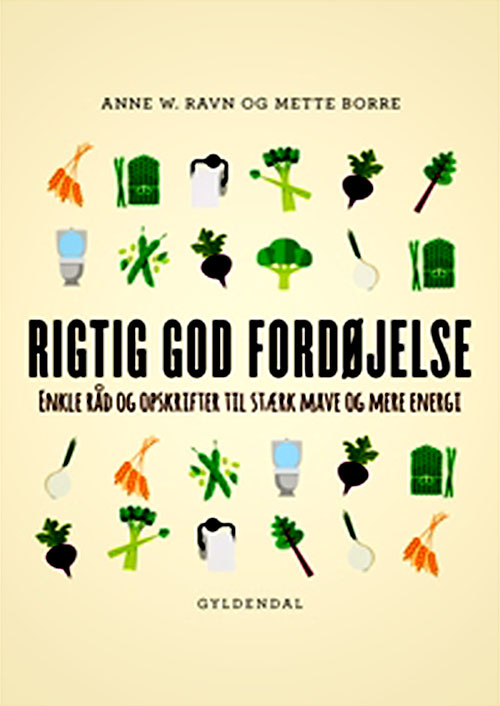 ANNE W. RAVN OG METTE BORRE
RIGTIG GOD FORDØJELSE
ENKLE RÅD OG OPSKRIFTER TIL STÆRK MAVE OG MERE ENERGI
GYLDENDAL